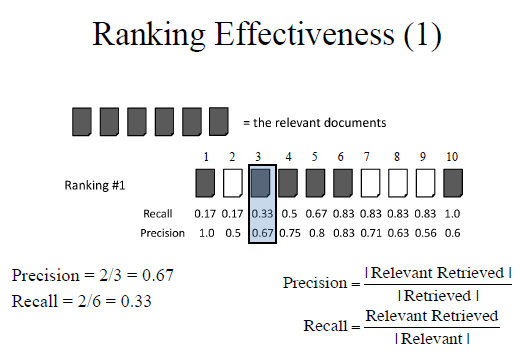 Ranking Effectiveness (1)
= the relevant documents
1 2 3 4 5 6 7 8 9 10
Ranking #1
Recall 0.17 0.17 0.33 0.5 0.67 0.83 0.83 0.83 0.83 1.0
Precision 1.0 0.5 0.67 0.75 0.8 0.83 0.71 0.63 0.56 0.6
Precision = 2/3 = 0.67
Recall = 2/6 = 0.33
Precision = | Relevant Retrieved |
| Retrieved |
Recall = Relevant Retrieved
| Relevant |